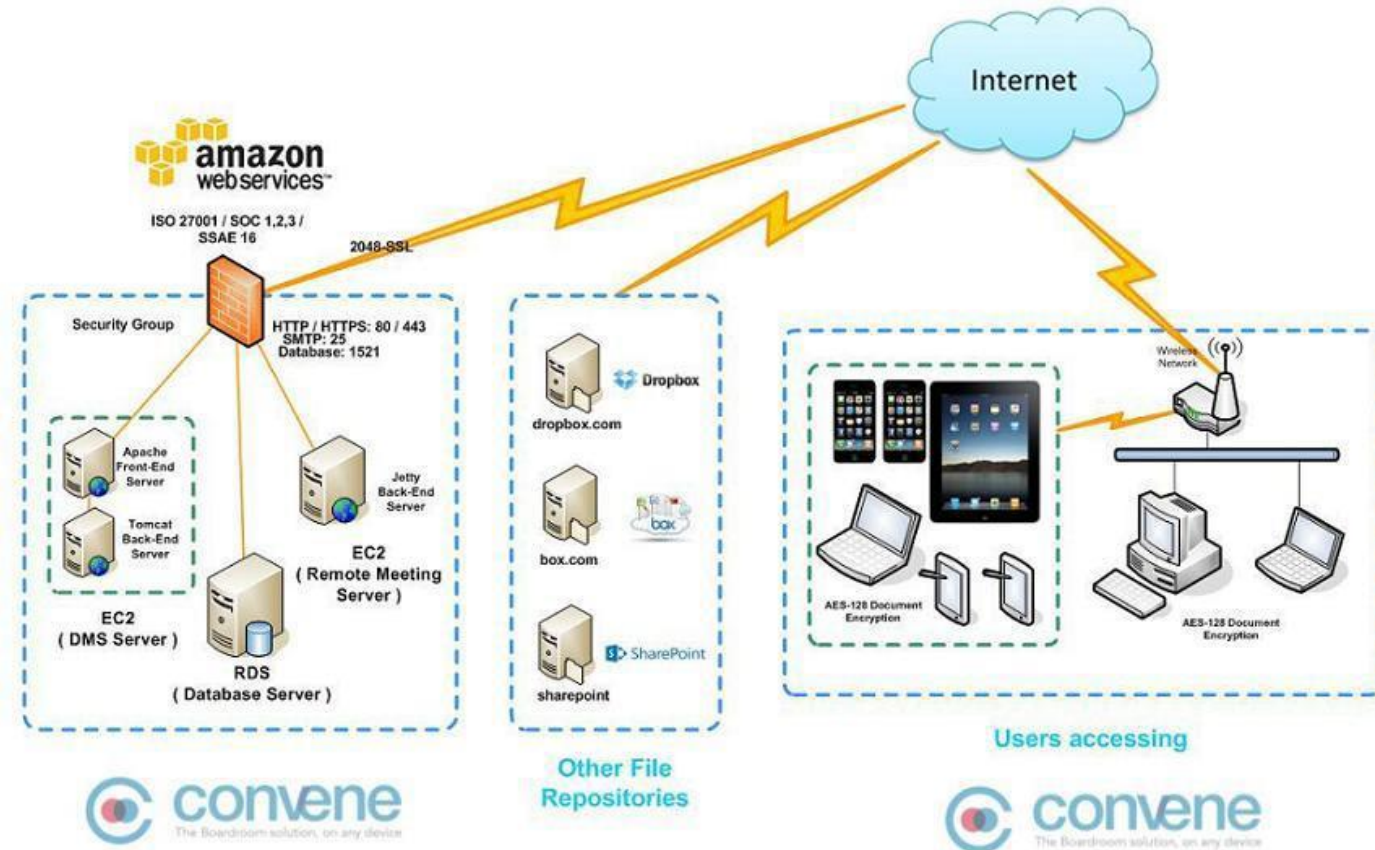 Internet
amazon
webservices™
ISO 27001 / SOC 1,2,3 /
SSAE 16
2048-SSL
Security Group
HTTP / HTTPS: 80 / 443
SMTP: 25
Database: 1521
Apache
Front-End
Server
Tomcat
Back-End
Server
EC2
( DMS Server )
Jetty
Back-End
Server
EC2
( Remote Meeting
Server )
RDS
( Database Server )
Dropbox
dropbox.com
box
box.com
S
SharePoint
sharepoint
Other File
Repositories
Wireless
Network
AES-128 Document
Encryption
AES-128 Document
Encryption
Users accessing
convene
The Boardroom solution, on any device
convene
The Boardroom solution, on any device